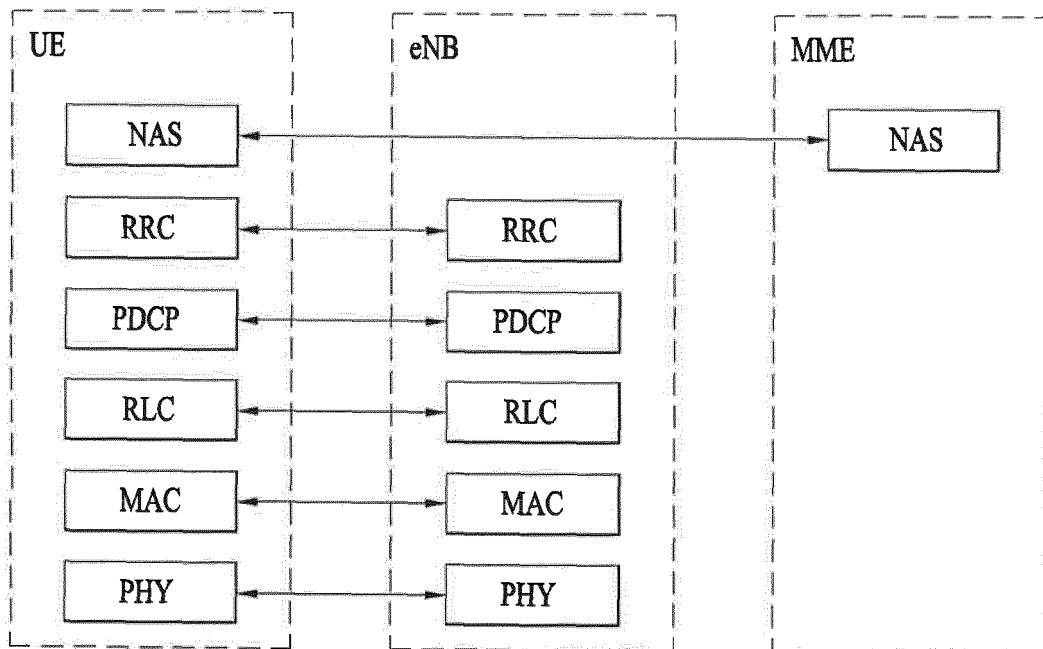 UE
eNB
MME
NAS
NAS
RRC
RRC
PDCP
PDCP
RLC
RLC
MAC
MAC
PHY
PHY